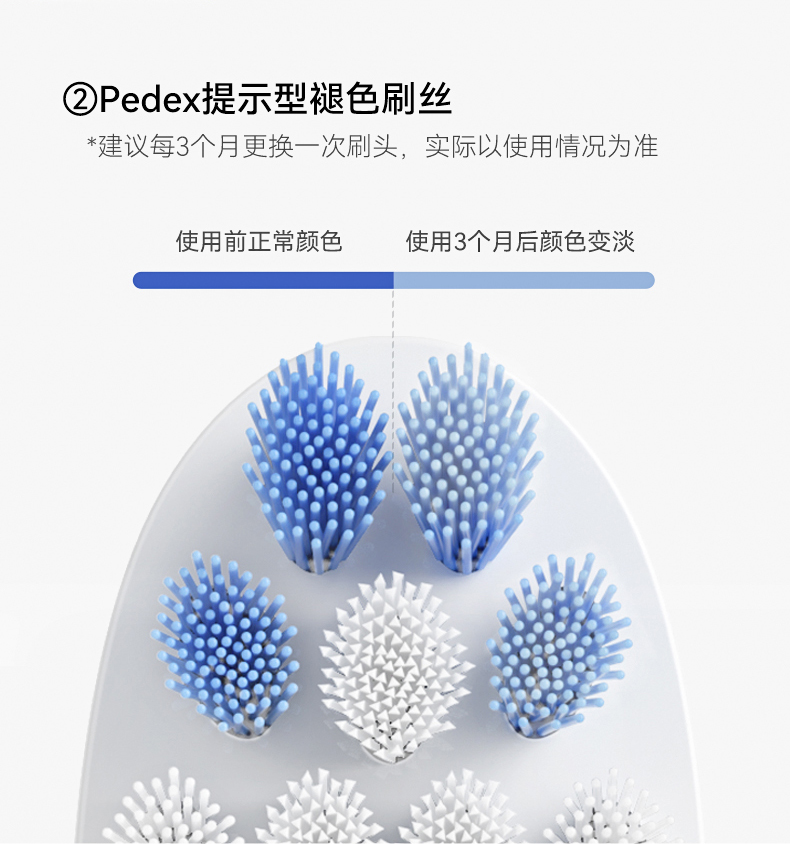 ②Pedex提示型褪色刷丝
*建议每3个月更换一次刷头，实际以使用情况为准
使用前正常颜色
使用3个月后颜色变淡